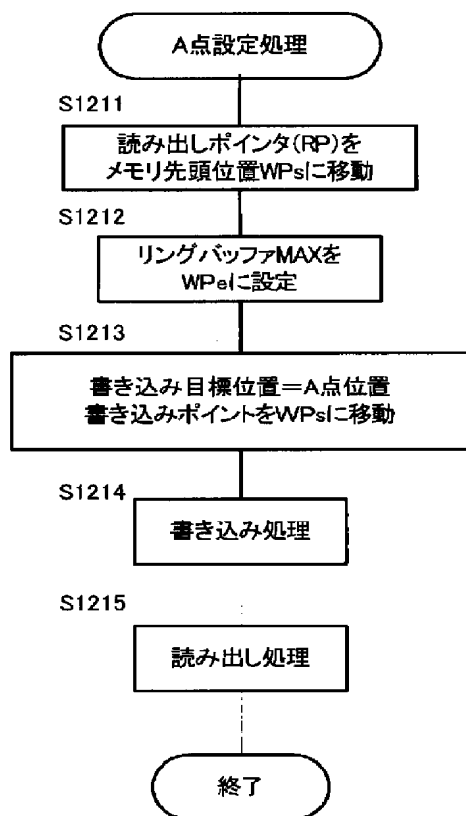 A点設定処理
S1211
読み出しポインタ(RP)を
メモリ先頭位置WPsに移動
S1212
リングバッファMAXを
WPeに設定
S1213
書き込み目標位置=A点位置
書き込みポイントをWPsに移動
S1214
書き込み処理
S1215
読み出し処理
終了